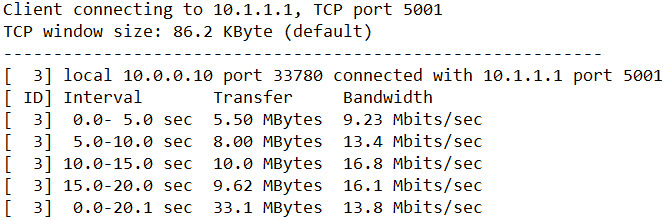 Client connecting to 10.1.1.1, TCP port 5001
TCP window size: 86.2 KByte (default)
------------------------------------------------------------
[  3] local 10.0.0.10 port 33780 connected with 10.1.1.1 port 5001
[ ID] Interval       Transfer     Bandwidth
[  3]  0.0- 5.0 sec  5.50 MBytes  9.23 Mbits/sec
[  3]  5.0-10.0 sec  8.00 MBytes  13.4 Mbits/sec
[  3] 10.0-15.0 sec  10.0 MBytes  16.8 Mbits/sec
[  3] 15.0-20.0 sec  9.62 MBytes  16.1 Mbits/sec
[  3]  0.0-20.1 sec  33.1 MBytes  13.8 Mbits/sec